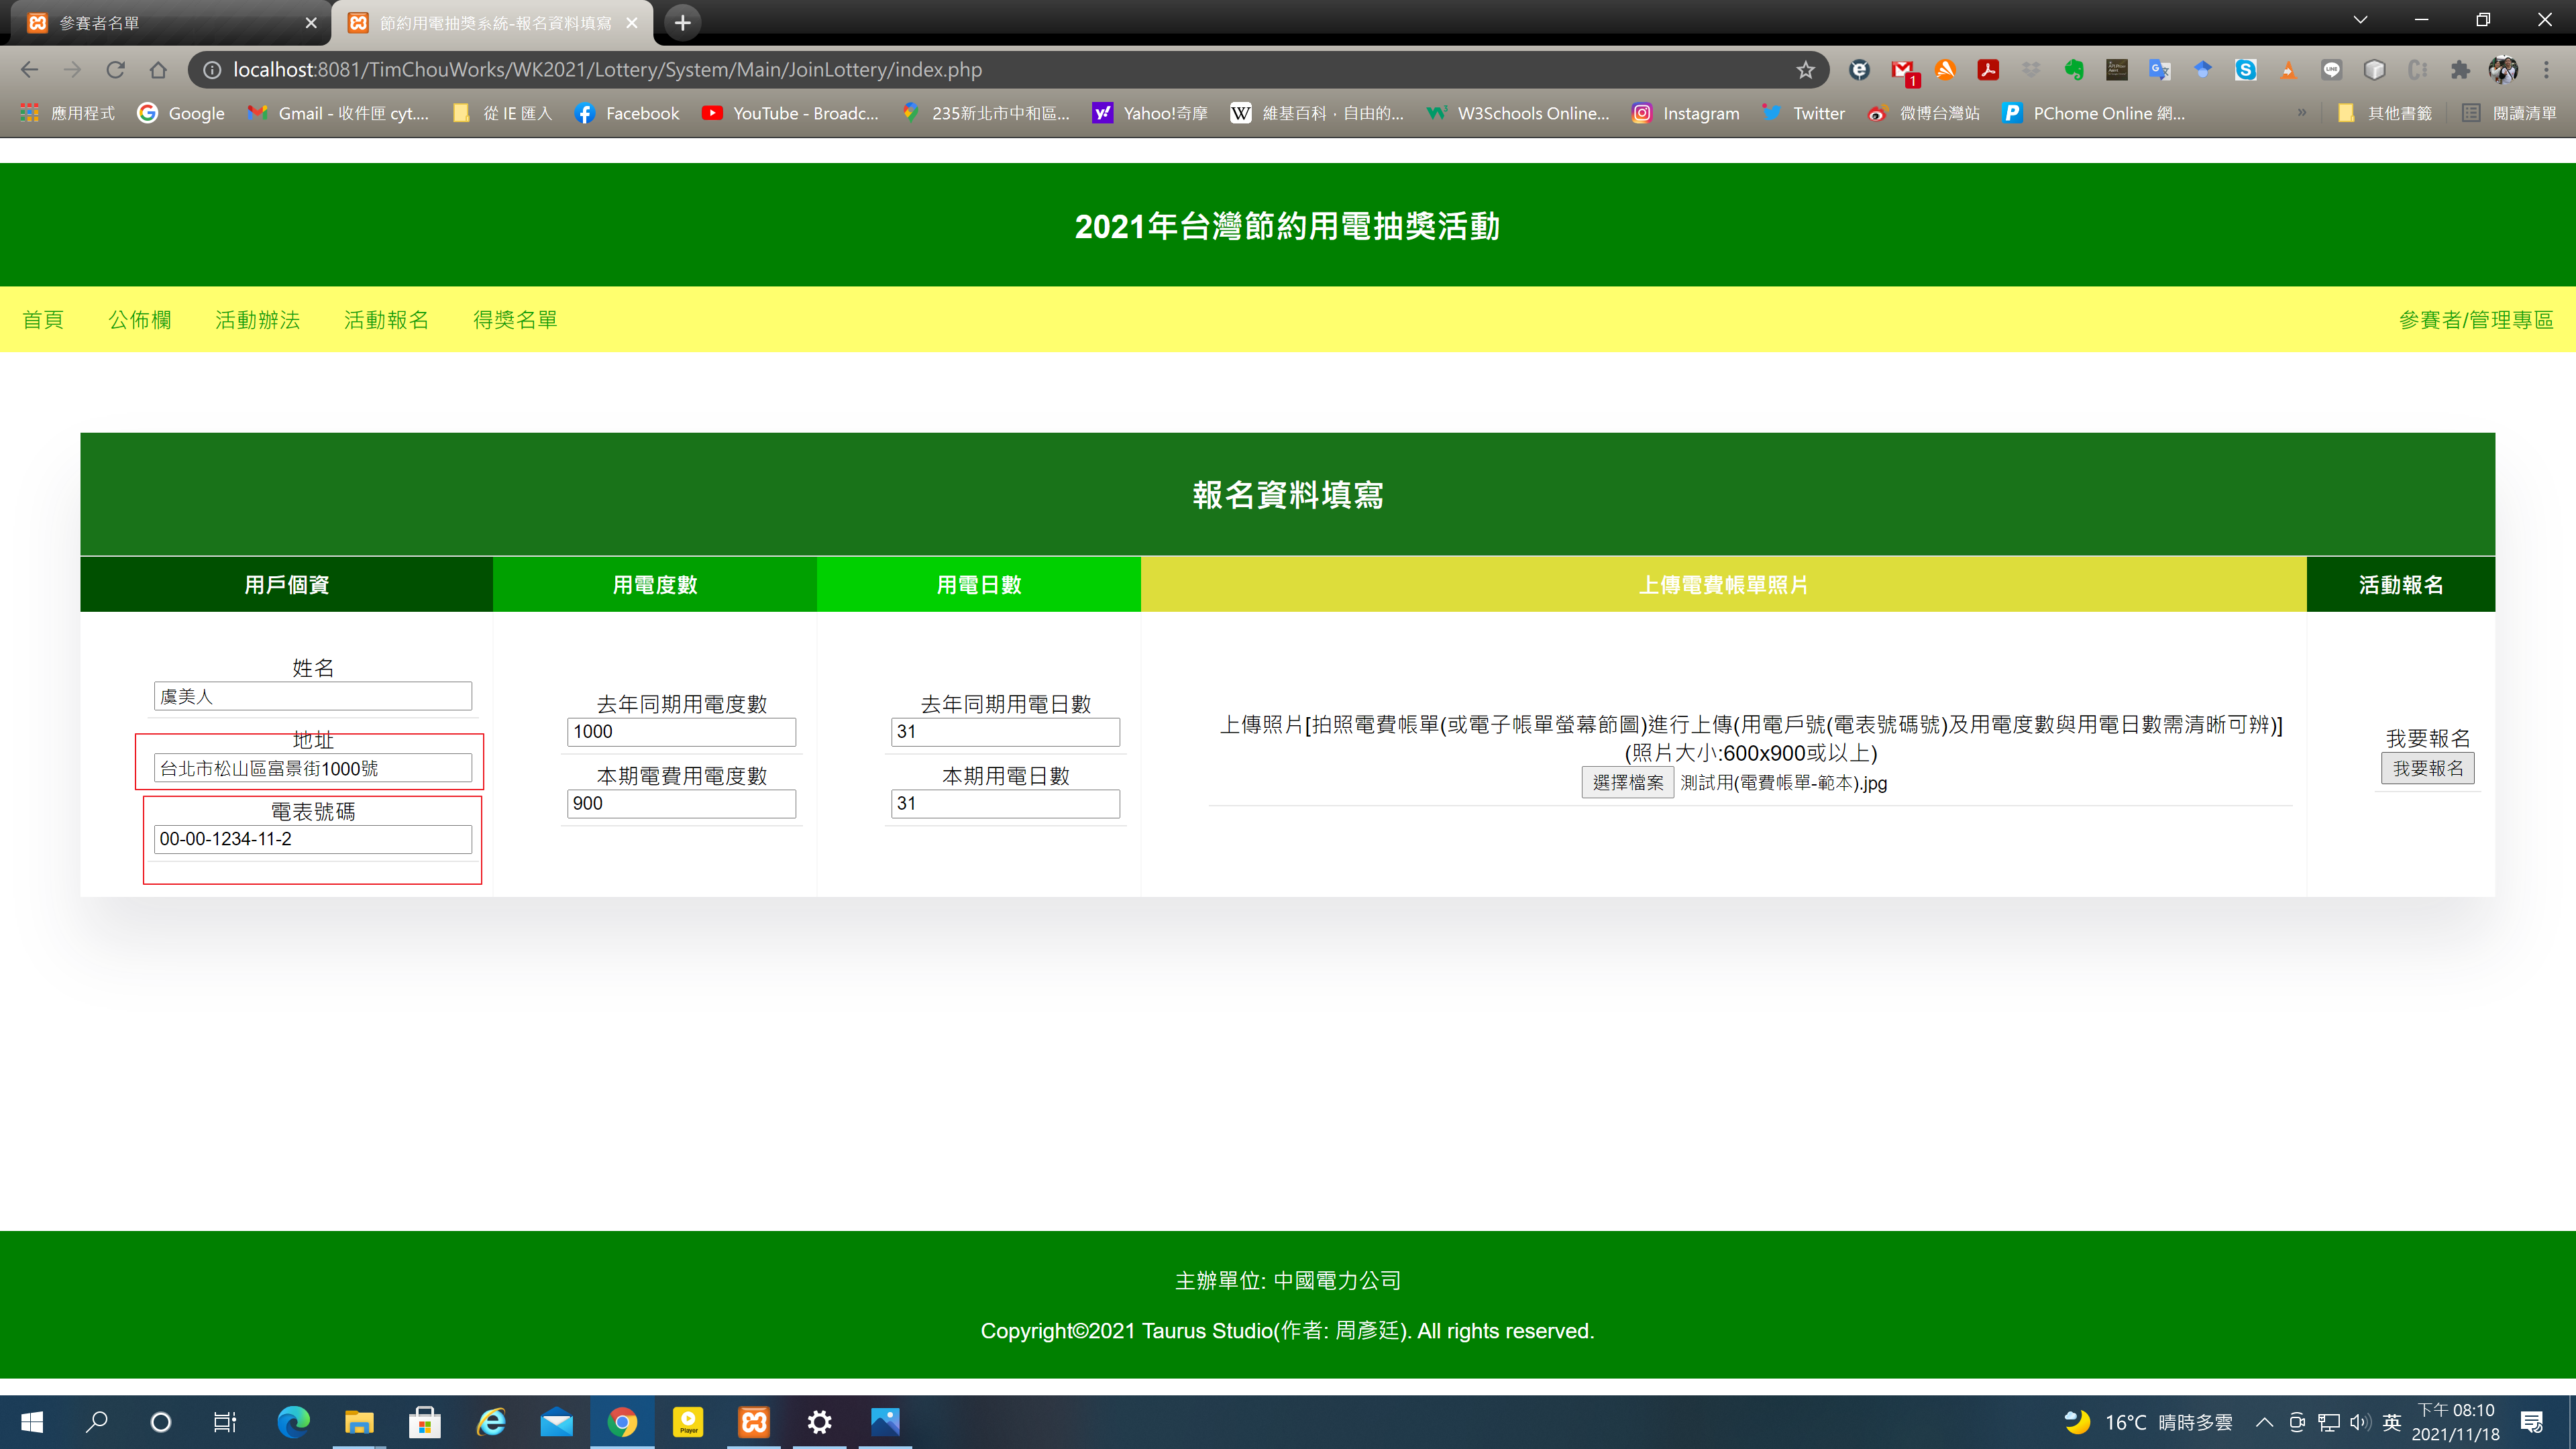 參賽者名單
節約用電抽獎系統-報名資料填寫
localhost:8081/TimChouWorks/WK2021/Lottery/System/Main/JoinLottery/index.php
1
應用程式 Google Gmail - 收件匣 cyt.... 從 IE 匯入 Facebook YouTube - Broadc... 235新北市中和區... Yahoo!奇摩 維基百科，自由的... W3Schools Online... Instagram Twitter 微博台灣站 PChome Online 網... » 其他書籤 閱讀清單
2021年台灣節約用電抽獎活動
首頁 公佈欄 活動辦法 活動報名 得獎名單 參賽者/管理專區
報名資料填寫
用戶個資 用電度數 用電日數 上傳電費帳單照片 活動報名
姓名
虞美人
地址
台北市松山區富景街1000號
電表號碼
00-00-1234-11-2
去年同期用電度數
1000
本期電費用電度數
900
去年同期用電日數
31
本期用電日數
31
上傳照片[拍照電費帳單(或電子帳單螢幕節圖)進行上傳(用電戶號(電表號碼號)及用電度數與用電日數需清晰可辨)]
(照片大小:600x900或以上)
選擇檔案 測試用(電費帳單-範本).jpg
我要報名
我要報名
主辦單位: 中國電力公司
Copyright©2021 Taurus Studio(作者: 周彥廷). All rights reserved.
Player
16°C 晴時多雲 英
下午 08:10
2021/11/18